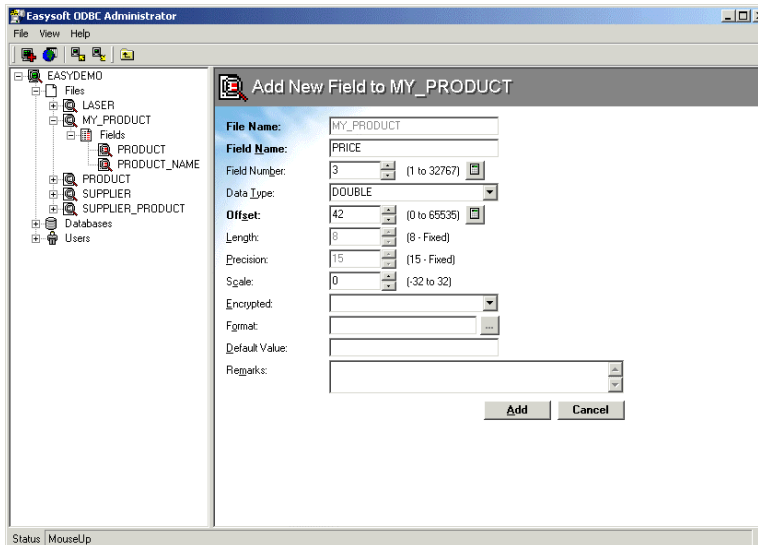 Easysoft ODBC Administrator
File View Help
EASYDEMO
Files
LASER
MY_PRODUCT
Fields
PRODUCT
PRODUCT_NAME
PRODUCT
SUPPLIER
SUPPLIER_PRODUCT
Databases
Users
Add New Field to MY_PRODUCT
File Name: MY_PRODUCT
Field Name: PRICE
Field Number: 3 (1 to 32767)
Data Type: DOUBLE
Offset: 42 (0 to 65535)
Length: 8 (8 - Fixed)
Precision: 15 (15 - Fixed)
Scale: 0 (-32 to 32)
Encrypted:
Format: ...
Default Value:
Remarks:
Add Cancel
Status MouseUp